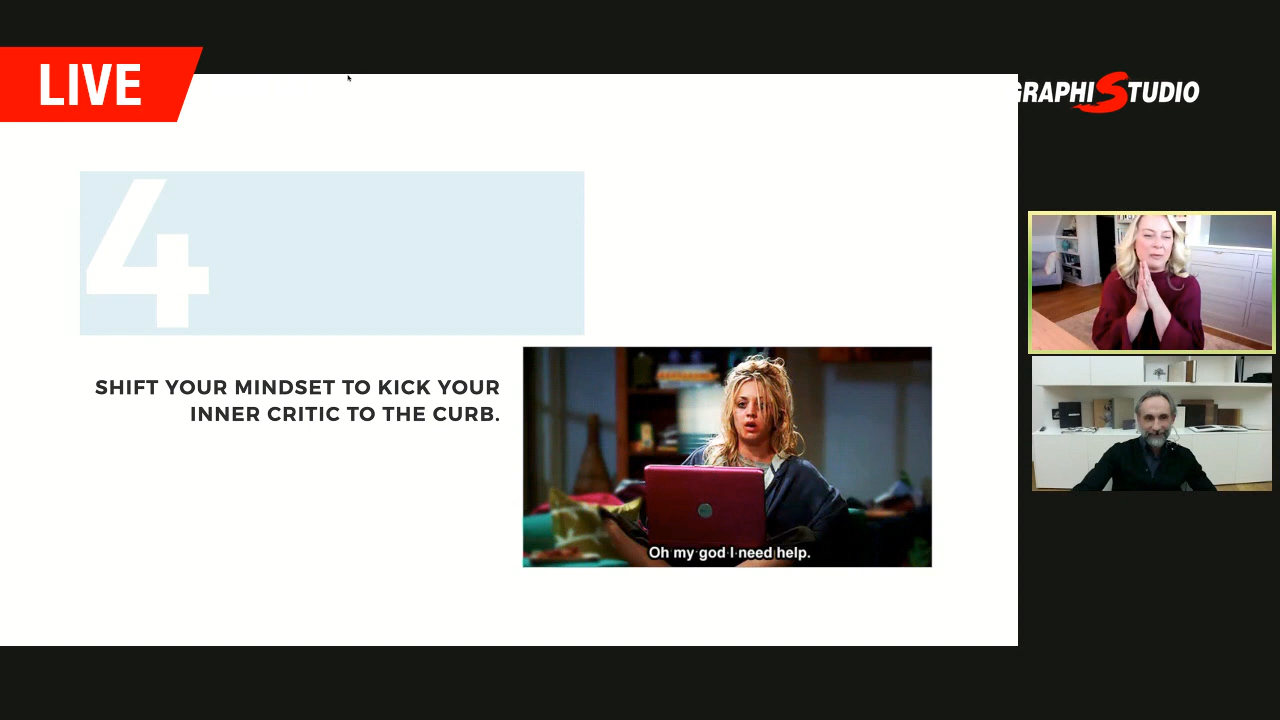 LIVE
GRAPHISTUDIO
4
SHIFT YOUR MINDSET TO KICK YOUR
INNER CRITIC TO THE CURB.
Oh my god I need help.